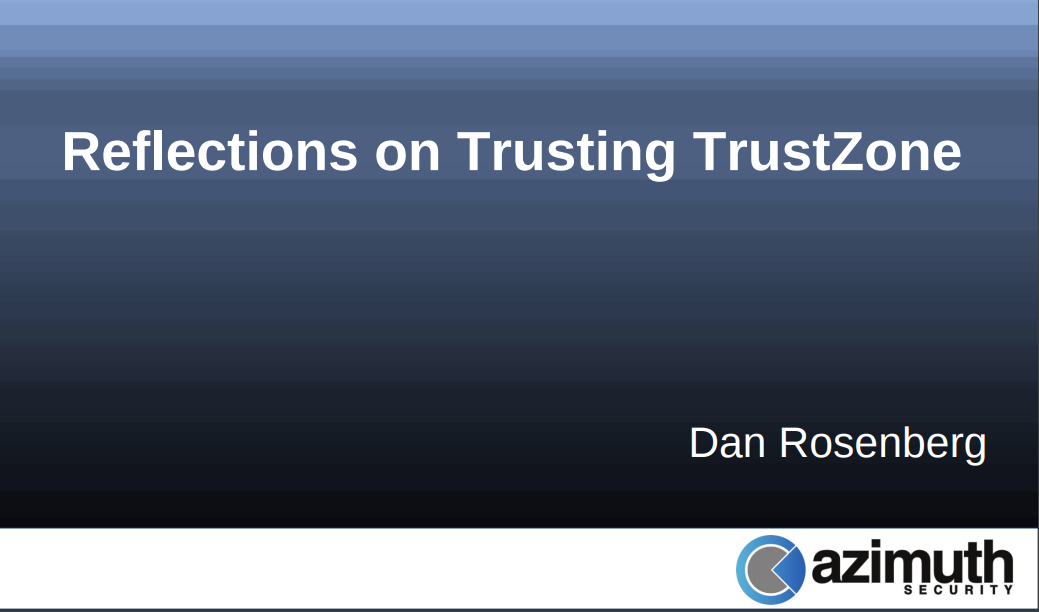 Reflections on Trusting TrustZone
Dan Rosenberg
azimuth
SECURITY